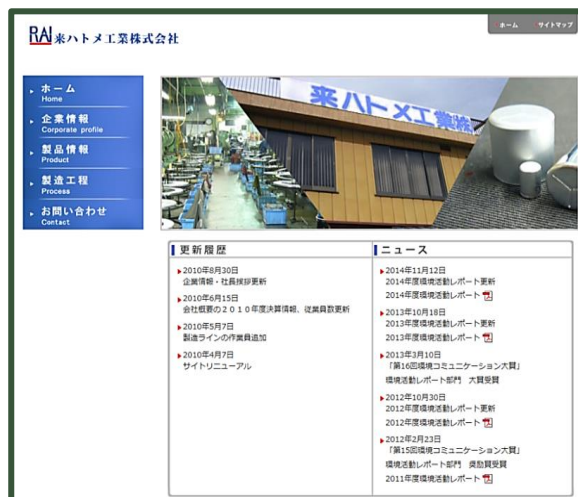 RAI 来ハトメ工業株式会社
ホーム サイトマップ
ホーム
Home
企業情報
Corporate profile
製品情報
Product
製造工程
Process
お問い合わせ
Contact
来ハトメ工業株
更新履歴
2010年8月30日
企業情報・社長挨拶更新
2010年6月15日
会社概要の2010年度決算情報、従業員数更新
2010年5月7日
製造ラインの作業員追加
2010年4月7日
サイトリニューアル
ニュース
2014年11月12日
2014年度環境活動レポート更新
2014年度環境活動レポート
2013年10月18日
2013年度環境活動レポート更新
2013年度環境活動レポート
2013年3月10日
「第16回環境コミュニケーション大賞」
環境活動レポート部門 大賞受賞
2012年10月30日
2012年度環境活動レポート更新
2012年度環境活動レポート
2012年2月23日
「第15回環境コミュニケーション大賞」
環境活動レポート部門 奨励賞受賞
2011年度環境活動レポート